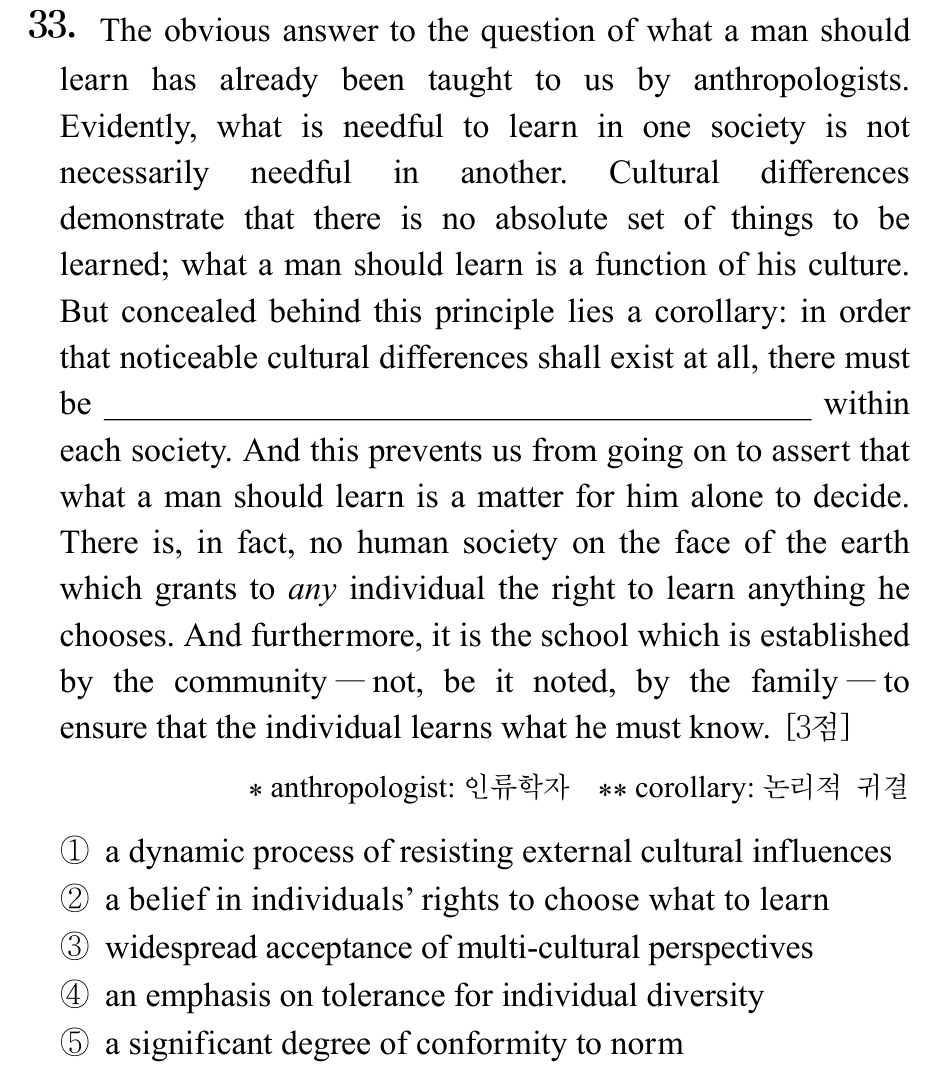 33. The obvious answer to the question of what a man should
learn has already been taught to us by anthropologists.
Evidently, what is needful to learn in one society is not
necessarily needful in another. Cultural differences
demonstrate that there is no absolute set of things to be
learned; what a man should learn is a function of his culture.
But concealed behind this principle lies a corollary: in order
that noticeable cultural differences shall exist at all, there must
be ____________________ within
each society. And this prevents us from going on to assert that
what a man should learn is a matter for him alone to decide.
There is, in fact, no human society on the face of the earth
which grants to any individual the right to learn anything he
chooses. And furthermore, it is the school which is established
by the community — not, be it noted, by the family — to
ensure that the individual learns what he must know. [3점]
* anthropologist: 인류학자 ** corollary: 논리적 귀결
① a dynamic process of resisting external cultural influences
② a belief in individuals’ rights to choose what to learn
③ widespread acceptance of multi-cultural perspectives
④ an emphasis on tolerance for individual diversity
⑤ a significant degree of conformity to norm